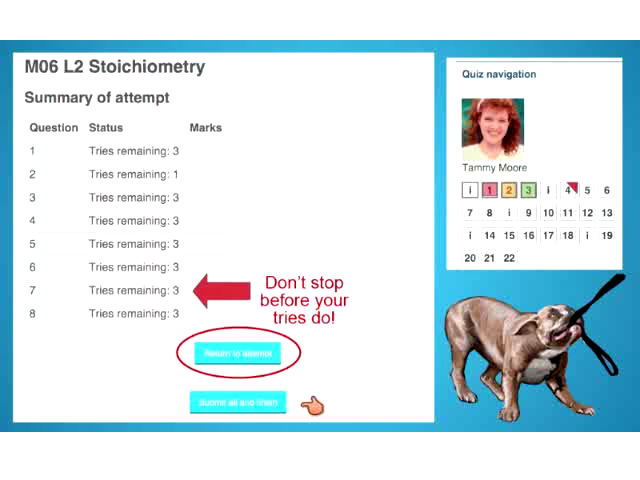 M06 L2 Stoichiometry
Summary of attempt
Question Status Marks
1 Tries remaining: 3
2 Tries remaining: 1
3 Tries remaining: 3
4 Tries remaining: 3
5 Tries remaining: 3
6 Tries remaining: 3
7 Tries remaining: 3
8 Tries remaining: 3
Don't stop
before your
tries do!
Return to attempt
Submit all and finish
Quiz navigation
Tammy Moore
i 1 2 3 i 4 5 6
7 8 i 9 10 11 12 13
i 14 15 16 17 18 i 19
20 21 22